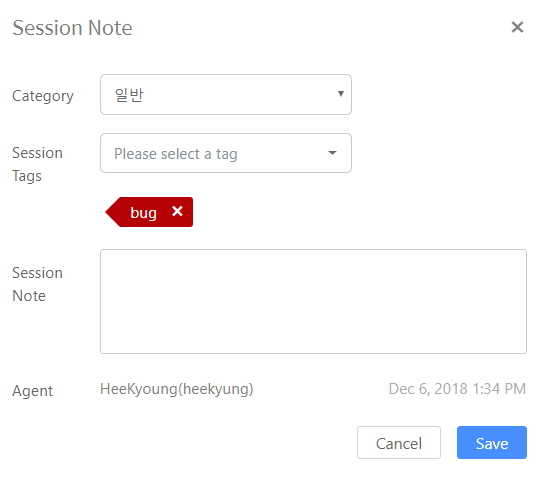 Session Note
Category
일반
Session
Tags
Please select a tag
bug
Session
Note
Agent
HeeKyoung(heekyung)
Dec 6, 2018 1:34 PM
Cancel
Save